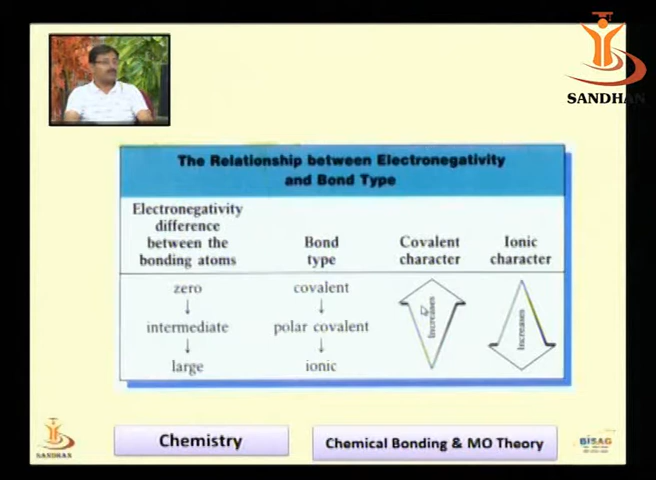 SANDHAN
The Relationship between Electronegativity
and Bond Type
Electronegativity
difference
between the
bonding atoms
Bond
type
Covalent
character
Ionic
character
zero
covalent
intermediate
polar covalent
large
ionic
Increases
Increases
SANDHAN
Chemistry
Chemical Bonding & MO Theory
BISAG